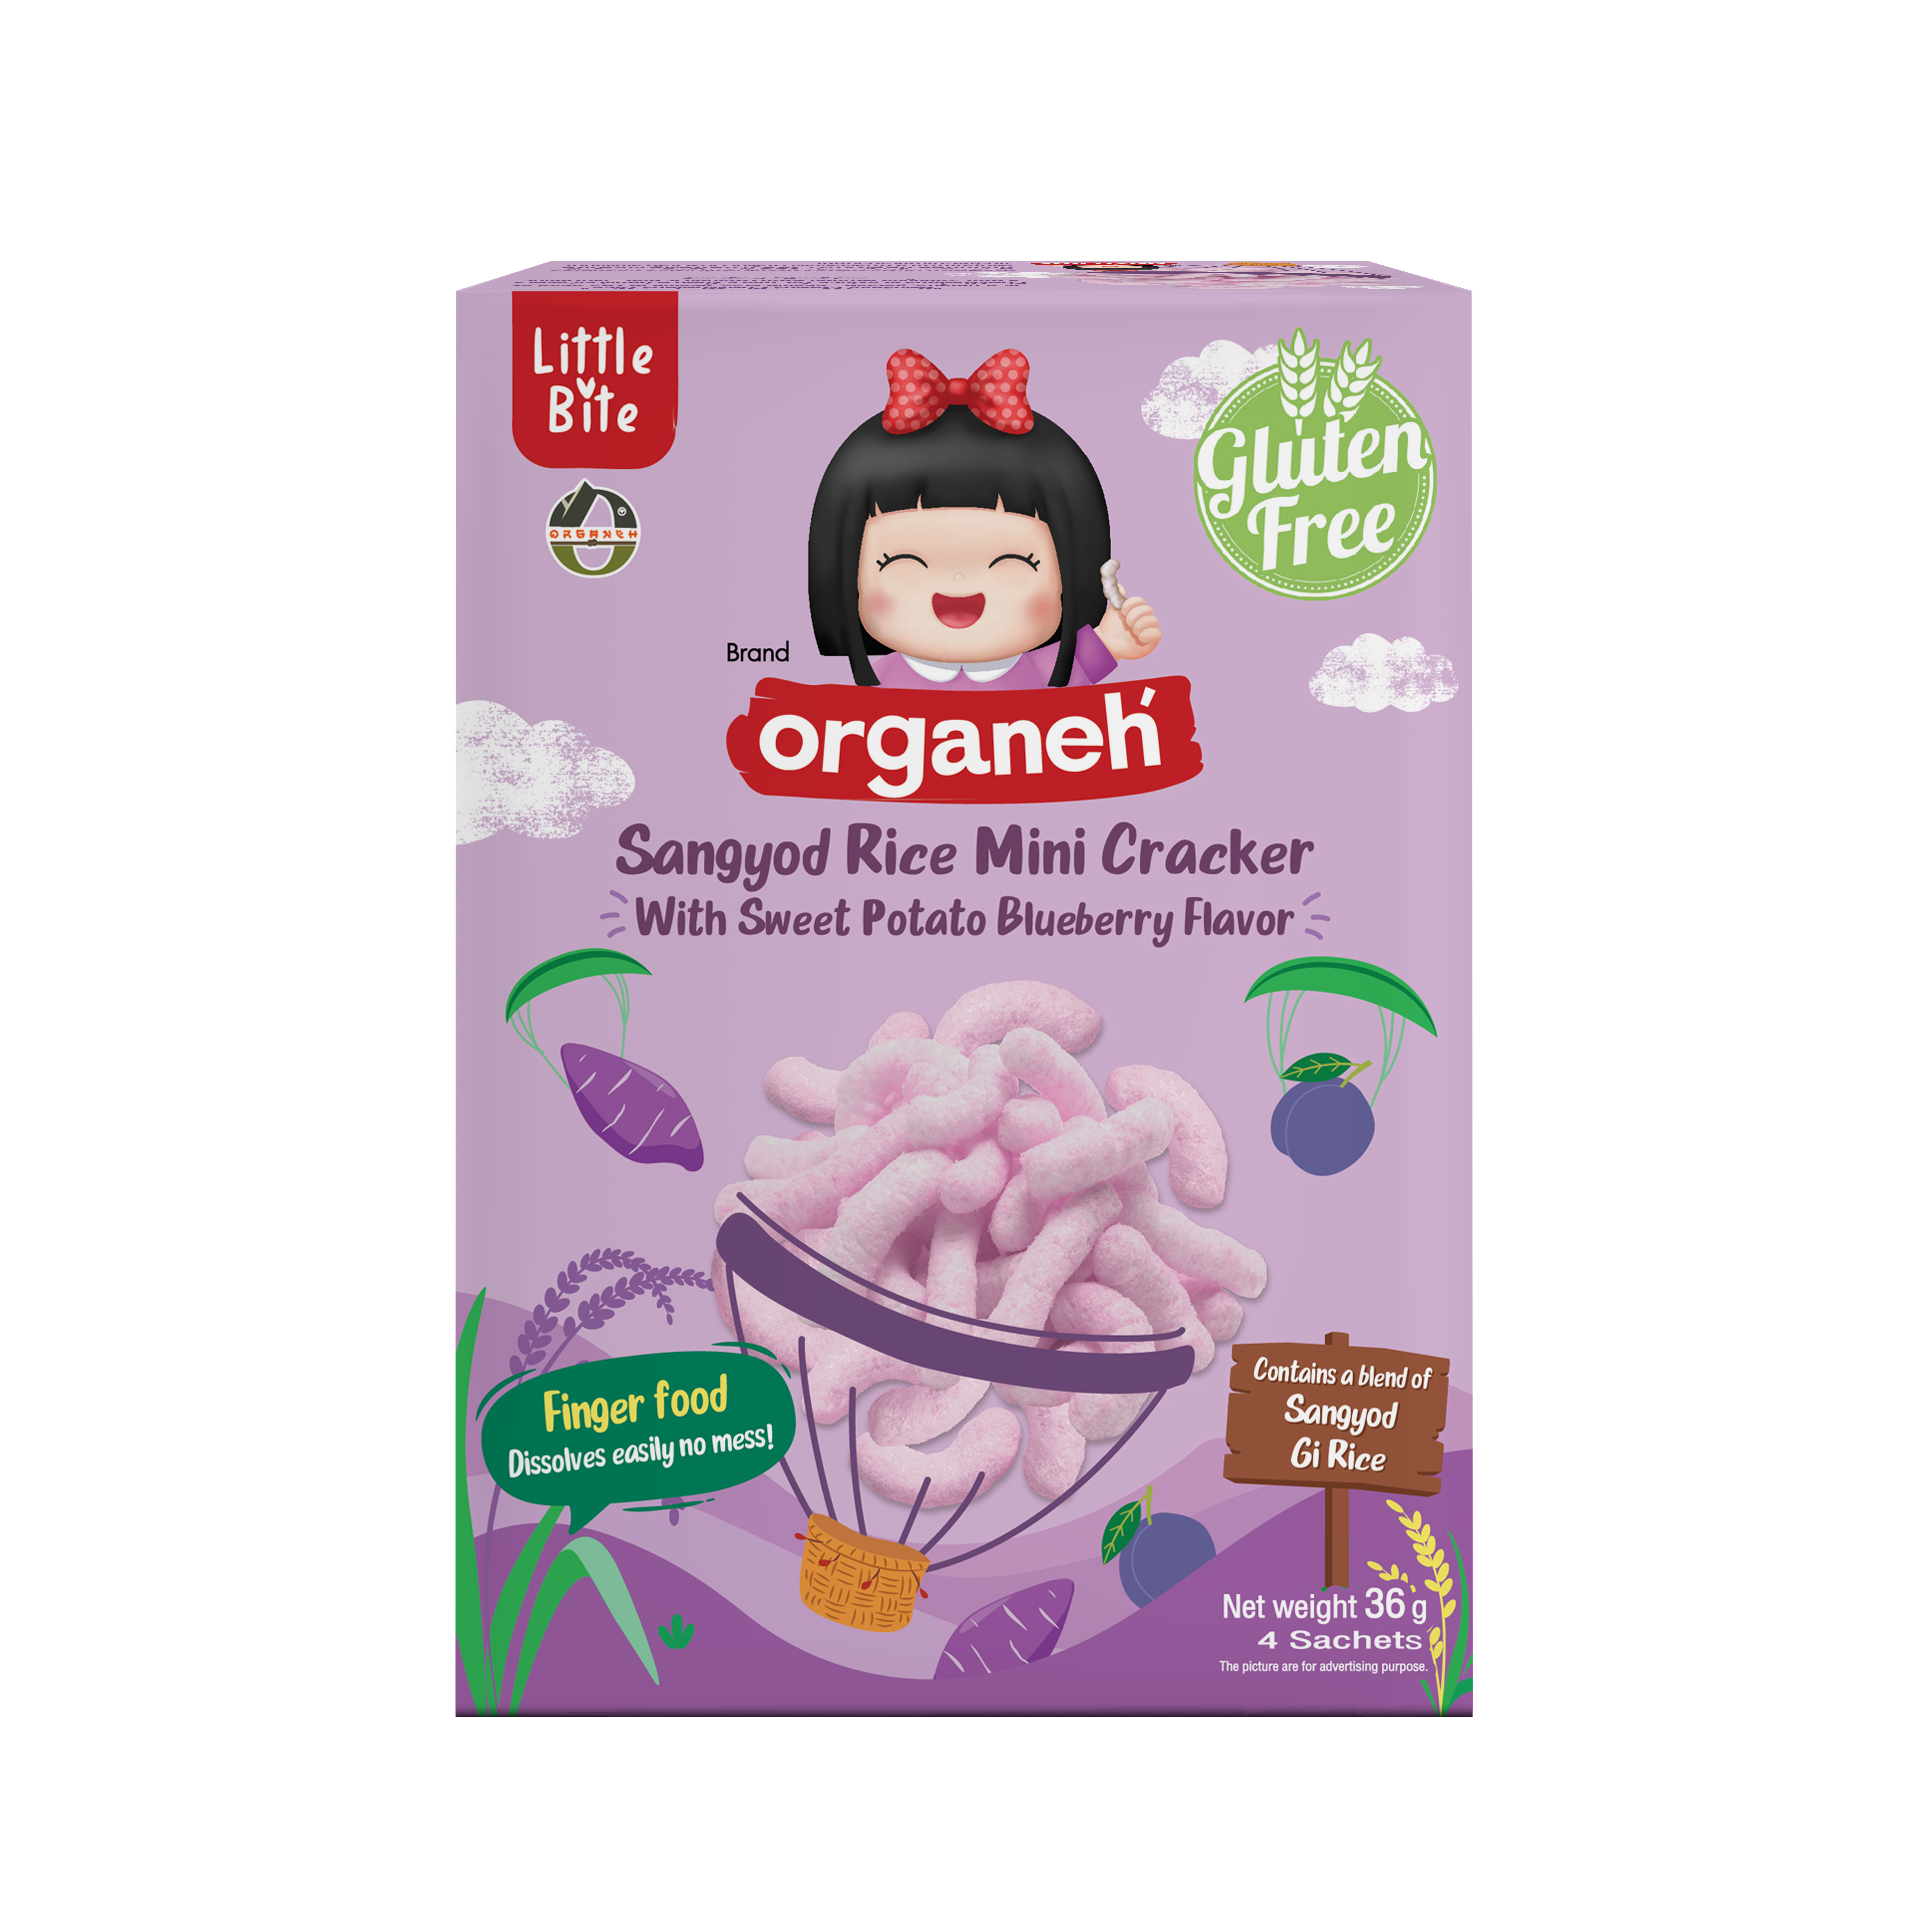 Little
Bite
ORGANEH
Gluten
Free
Brand
organeh
Sangyod Rice Mini Cracker
With Sweet Potato Blueberry Flavor
Finger food
Dissolves easily no mess!
Contains a blend of
Sangyod
Gi Rice
Net weight 36 g
4 Sachets
The picture are for advertising purpose.